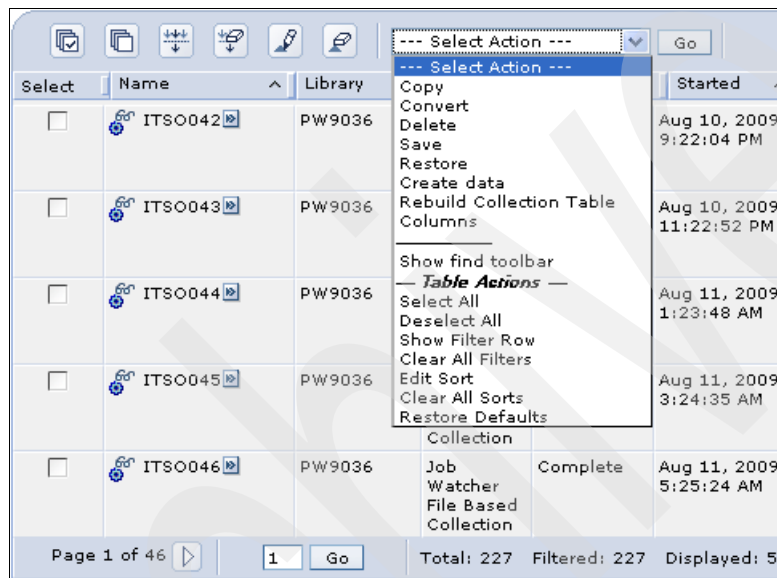 --- Select Action ---
Go
--- Select Action ---
Copy
Convert
Delete
Save
Restore
Create data
Rebuild Collection Table
Columns
Show find toolbar
— Table Actions —
Select All
Deselect All
Show Filter Row
Clear All Filters
Edit Sort
Clear All Sorts
Restore Defaults
Select Name Library Started
ITSO042 PW9036 Aug 10, 2009
9:22:04 PM
ITSO043 PW9036 Aug 10, 2009
11:22:52 PM
ITSO044 PW9036 Aug 11, 2009
1:23:48 AM
ITSO045 PW9036 Aug 11, 2009
3:24:35 AM
Collection
ITSO046 PW9036 Job Complete Aug 11, 2009
Watcher 5:25:24 AM
File Based
Collection
Page 1 of 46 1 Go Total: 227 Filtered: 227 Displayed: 5